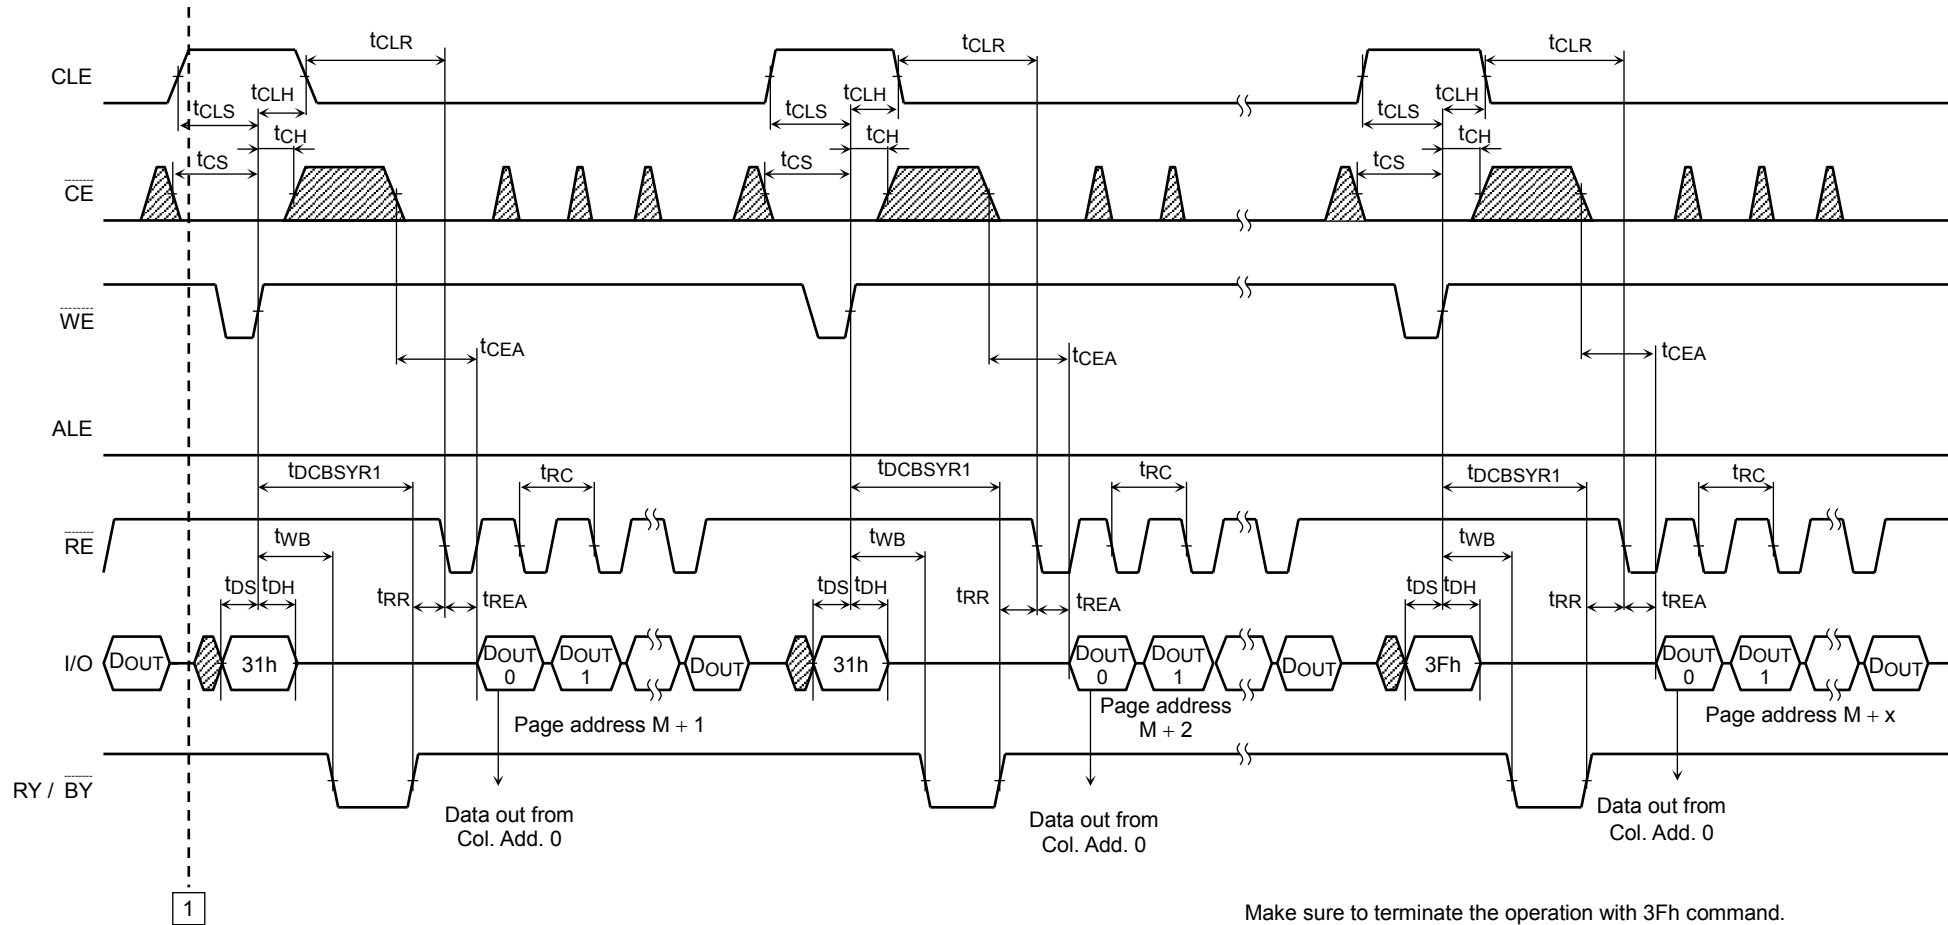 tCLR tCLR tCLR
CLE
tCLH tCLH tCLH
tCLS tCLS tCLS
tCH tCH tCH
tCS tCS tCS
CE
WE
tCEA tCEA tCEA
ALE
tDCBSYR1 tRC tDCBSYR1 tRC tDCBSYR1 tRC
RE
tWB tWB tWB
tDS tDH tRR tREA tDS tDH tRR tREA tDS tDH tRR tREA
I/O DOUT 31h DOUT 0 DOUT 1 DOUT 31h DOUT 0 DOUT 1 DOUT 3Fh DOUT 0 DOUT 1 DOUT
Page address M + 1
Page address
M + 2
Page address M + x
RY / BY
Data out from
Col. Add. 0
Data out from
Col. Add. 0
Data out from
Col. Add. 0
1
Make sure to terminate the operation with 3Fh command.